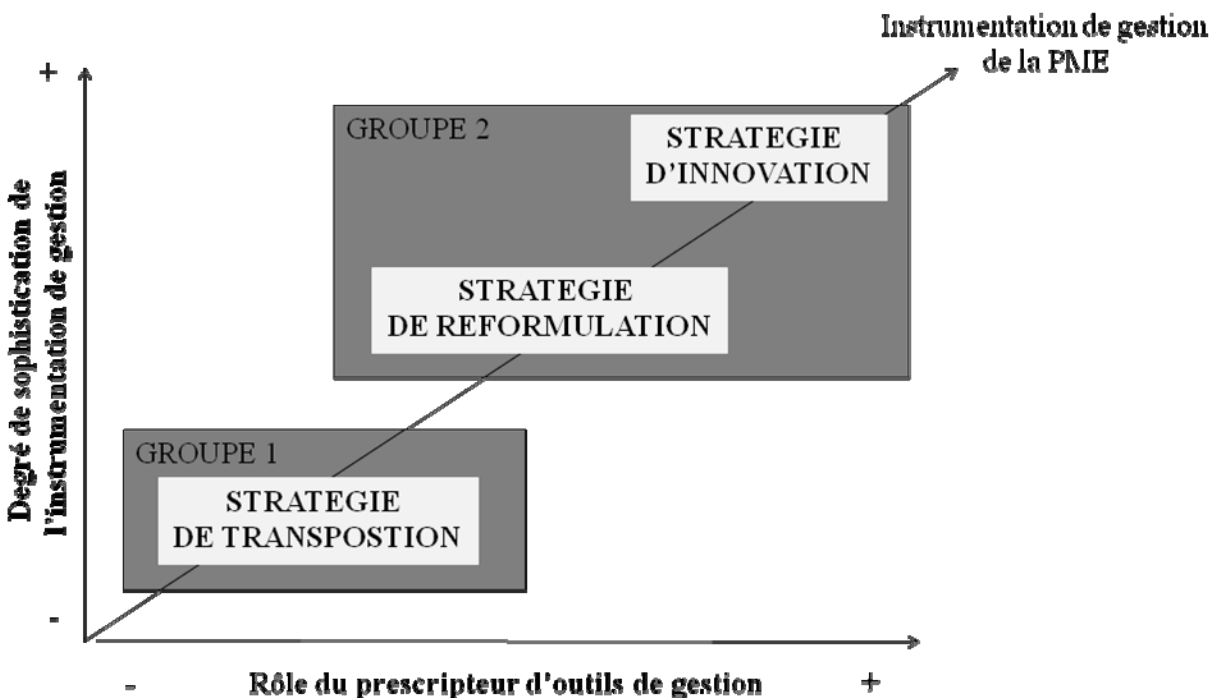 Instrumentation de gestion
de la PME
+
GROUPE 2
STRATEGIE
D'INNOVATION
Degré de sophistication de
l'instrumentation de gestion
STRATEGIE
DE REFORMULATION
GROUPE 1
STRATEGIE
DE TRANSPOSTION
-
- Rôle du prescripteur d'outils de gestion +